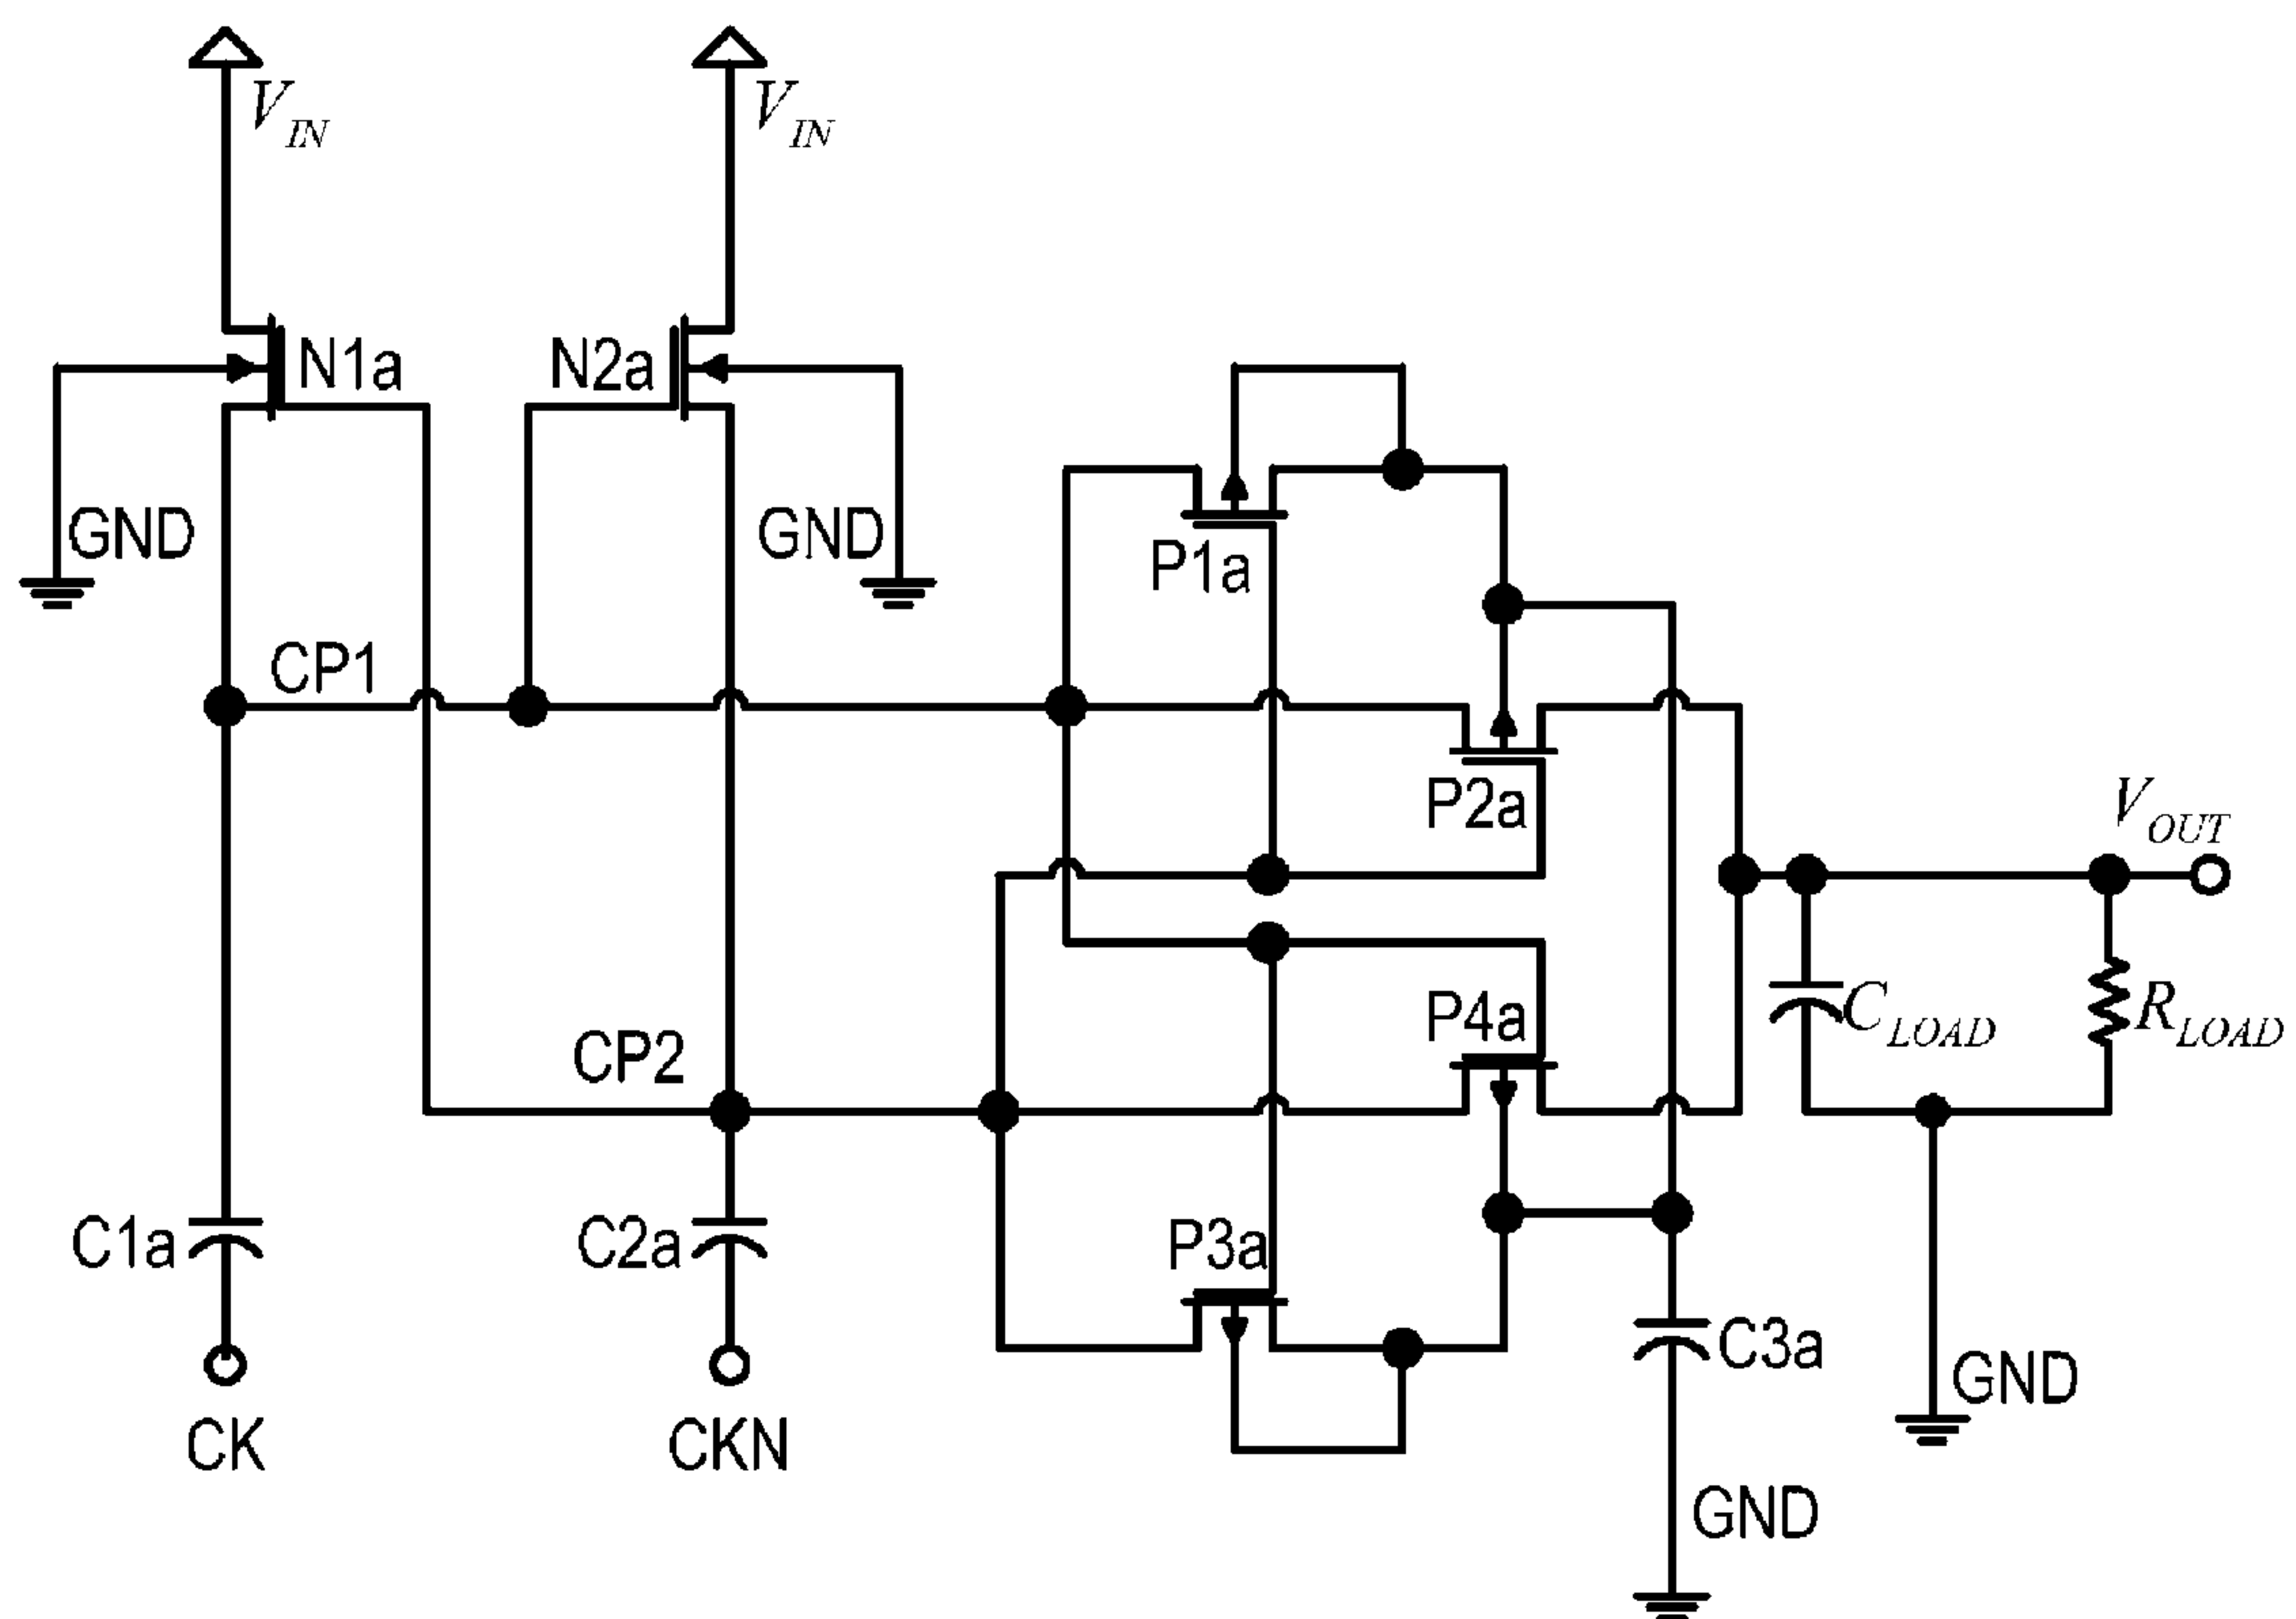 V_IN
V_IN
N1a
N2a
GND
GND
P1a
CP1
P2a
V_OUT
P4a
C_LOAD
R_LOAD
CP2
C1a
C2a
P3a
C3a
GND
CK
CKN
GND